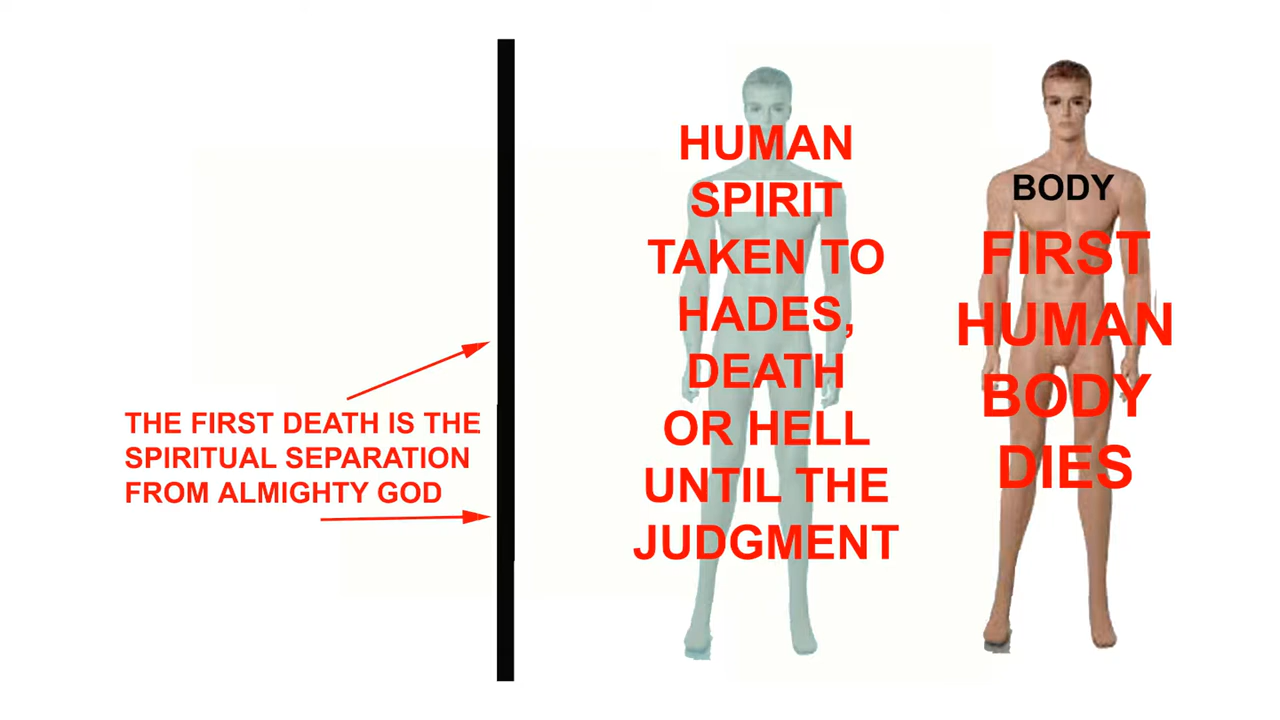 THE FIRST DEATH IS THE
SPIRITUAL SEPARATION
FROM ALMIGHTY GOD
HUMAN
SPIRIT
TAKEN TO
HADES,
DEATH
OR HELL
UNTIL THE
JUDGMENT
BODY
FIRST
HUMAN
BODY
DIES